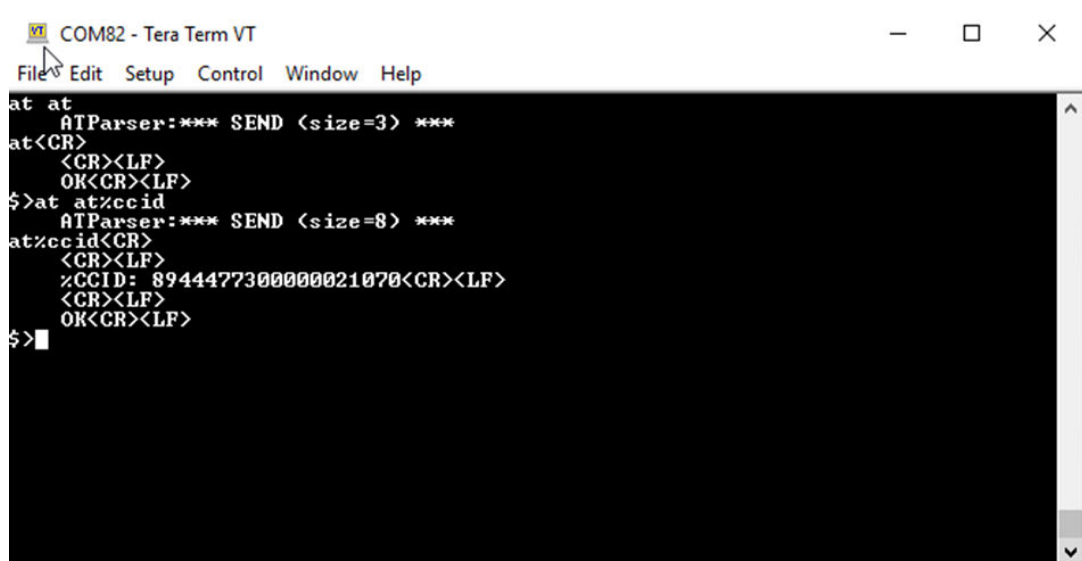 VT COM82 - Tera Term VT
File Edit Setup Control Window Help
at at
ATParser:*** SEND (size=3) ***
at<CR>
<CR><LF>
OK<CR><LF>
$>at at%ccid
ATParser:*** SEND (size=8) ***
at%ccid<CR>
<CR><LF>
%CCID: 8944477300000021070<CR><LF>
<CR><LF>
OK<CR><LF>
$>